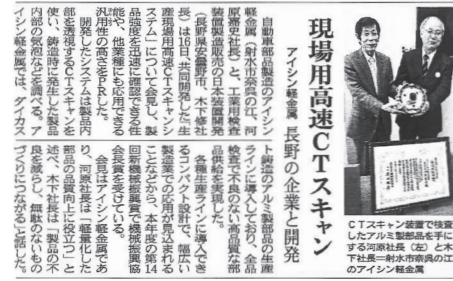 現場用高速CTスキャン
アイシン軽金属 長野の企業と開発
自動車部品製造のアイシン
軽金属(射水市奈呉の江、河
原嘉史社長)と、工業用検査
装置製造販売の日本装置開発
(長野県安曇野市、木下修社
長)は16日、共同開発した「生
産現場用高速CTスキャンシ
ステム」について会見し、製
品強度を迅速に確認できる性
能や、他業種にも応用できる
汎用性の高さをPRした。
開発したシステムは製品内
部を透視するCTスキャンを
使い、鋳造時に発生した製品
内部の気泡などを調べる。ア
イシン軽金属では、ダイカス
ト鋳造のアルミ製部品の生産
ラインに導入しており、全品
検査で不良のない高品質な部
品供給を実現した。
各種生産ラインに導入でき
るコンパクト設計で、幅広い
製造業での応用が見込まれる
ことなどから、本年度の第14
回新機械振興賞で機械振興協
会長賞を受けている。
会見はアイシン軽金属であ
り、河原社長は「軽量化した
部品の品質向上に役立つ」と
述べ、木下社長は「製品の不
良を減らし、無駄のないもの
づくりにつながる」と話した。
CTスキャン装置で検査
したアルミ製部品を手に
する河原社長(左)と木
下社長=射水市奈呉の江
のアイシン軽金属